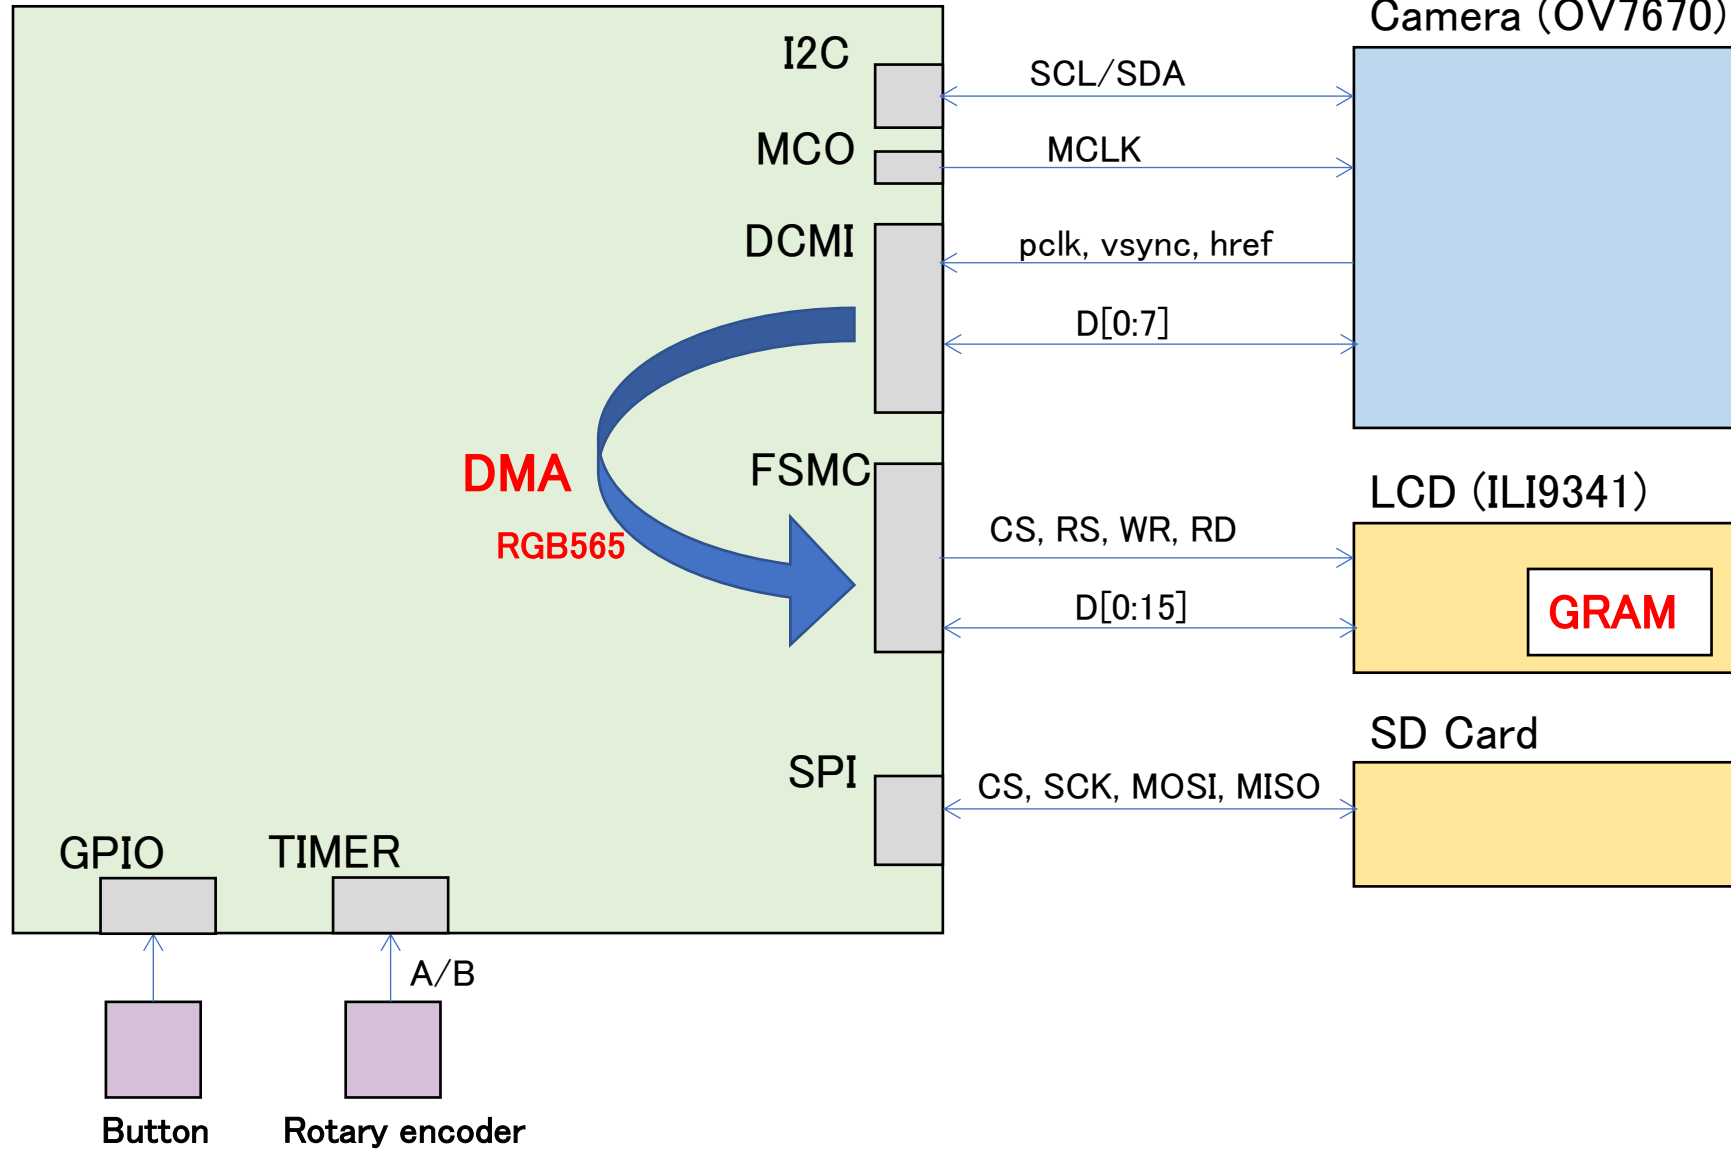 Camera (OV7670)
I2C
SCL/SDA
MCO
MCLK
DCMI
pclk, vsync, href
D[0:7]
DMA
RGB565
FSMC
LCD (ILI9341)
CS, RS, WR, RD
D[0:15]
GRAM
SD Card
SPI
CS, SCK, MOSI, MISO
GPIO
TIMER
A/B
Button
Rotary encoder